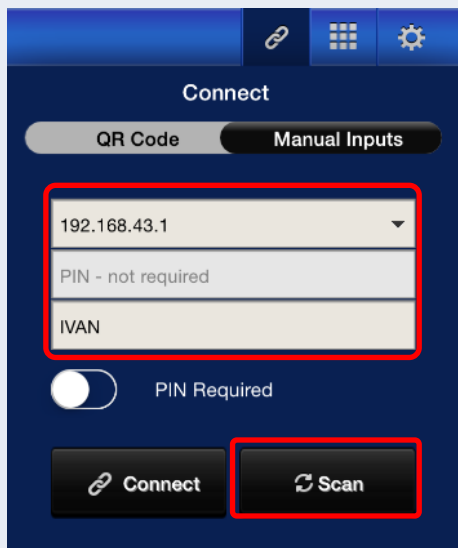 Connect
QR Code Manual Inputs
192.168.43.1
PIN - not required
IVAN
PIN Required
Connect Scan